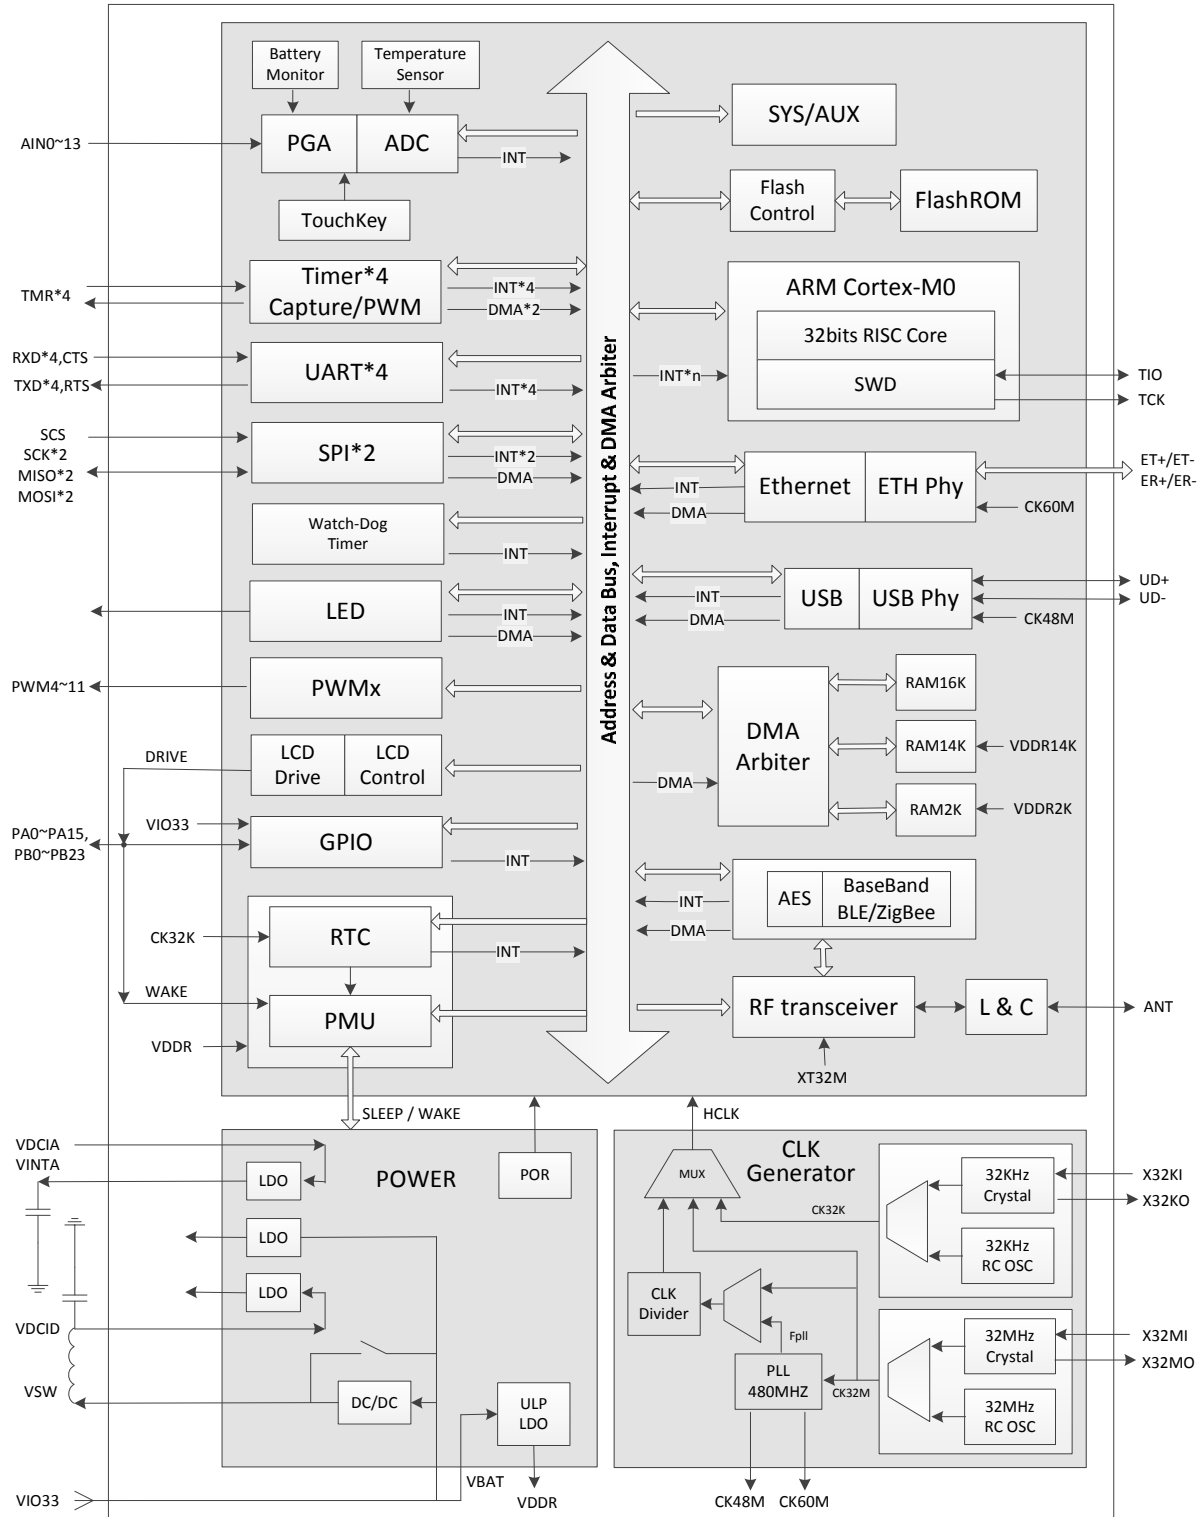 Battery
Monitor
Temperature
Sensor
AIN0~13
PGA
ADC
INT
TouchKey
SYS/AUX
Flash
Control
FlashROM
TMR*4
Timer*4
Capture/PWM
INT*4
DMA*2
ARM Cortex-M0
32bits RISC Core
SWD
INT*n
TIO
TCK
RXD*4,CTS
TXD*4,RTS
UART*4
INT*4
SCS
SCK*2
MISO*2
MOSI*2
SPI*2
INT*2
DMA
Address & Data Bus, Interrupt & DMA Arbiter
INT
DMA
Ethernet
ETH Phy
ET+/ET-
ER+/ER-
CK60M
Watch-Dog
Timer
INT
LED
INT
DMA
INT
DMA
USB
USB Phy
UD+
UD-
CK48M
PWM4~11
PWMx
DMA
Arbiter
DMA
RAM16K
RAM14K
VDDR14K
RAM2K
VDDR2K
DRIVE
LCD
Drive
LCD
Control
VIO33
PA0~PA15,
PB0~PB23
GPIO
INT
INT
DMA
AES
BaseBand
BLE/ZigBee
CK32K
RTC
INT
WAKE
PMU
VDDR
RF transceiver
L & C
ANT
XT32M
SLEEP / WAKE
HCLK
VDCIA
VINTA
LDO
POWER
POR
LDO
LDO
VDCID
VSW
DC/DC
ULP
LDO
VBAT
VDDR
VIO33
CLK
Generator
MUX
CK32K
32KHz
Crystal
X32KI
X32KO
32KHz
RC OSC
CLK
Divider
Fpll
PLL
480MHZ
CK32M
32MHz
Crystal
X32MI
X32MO
32MHz
RC OSC
CK48M
CK60M